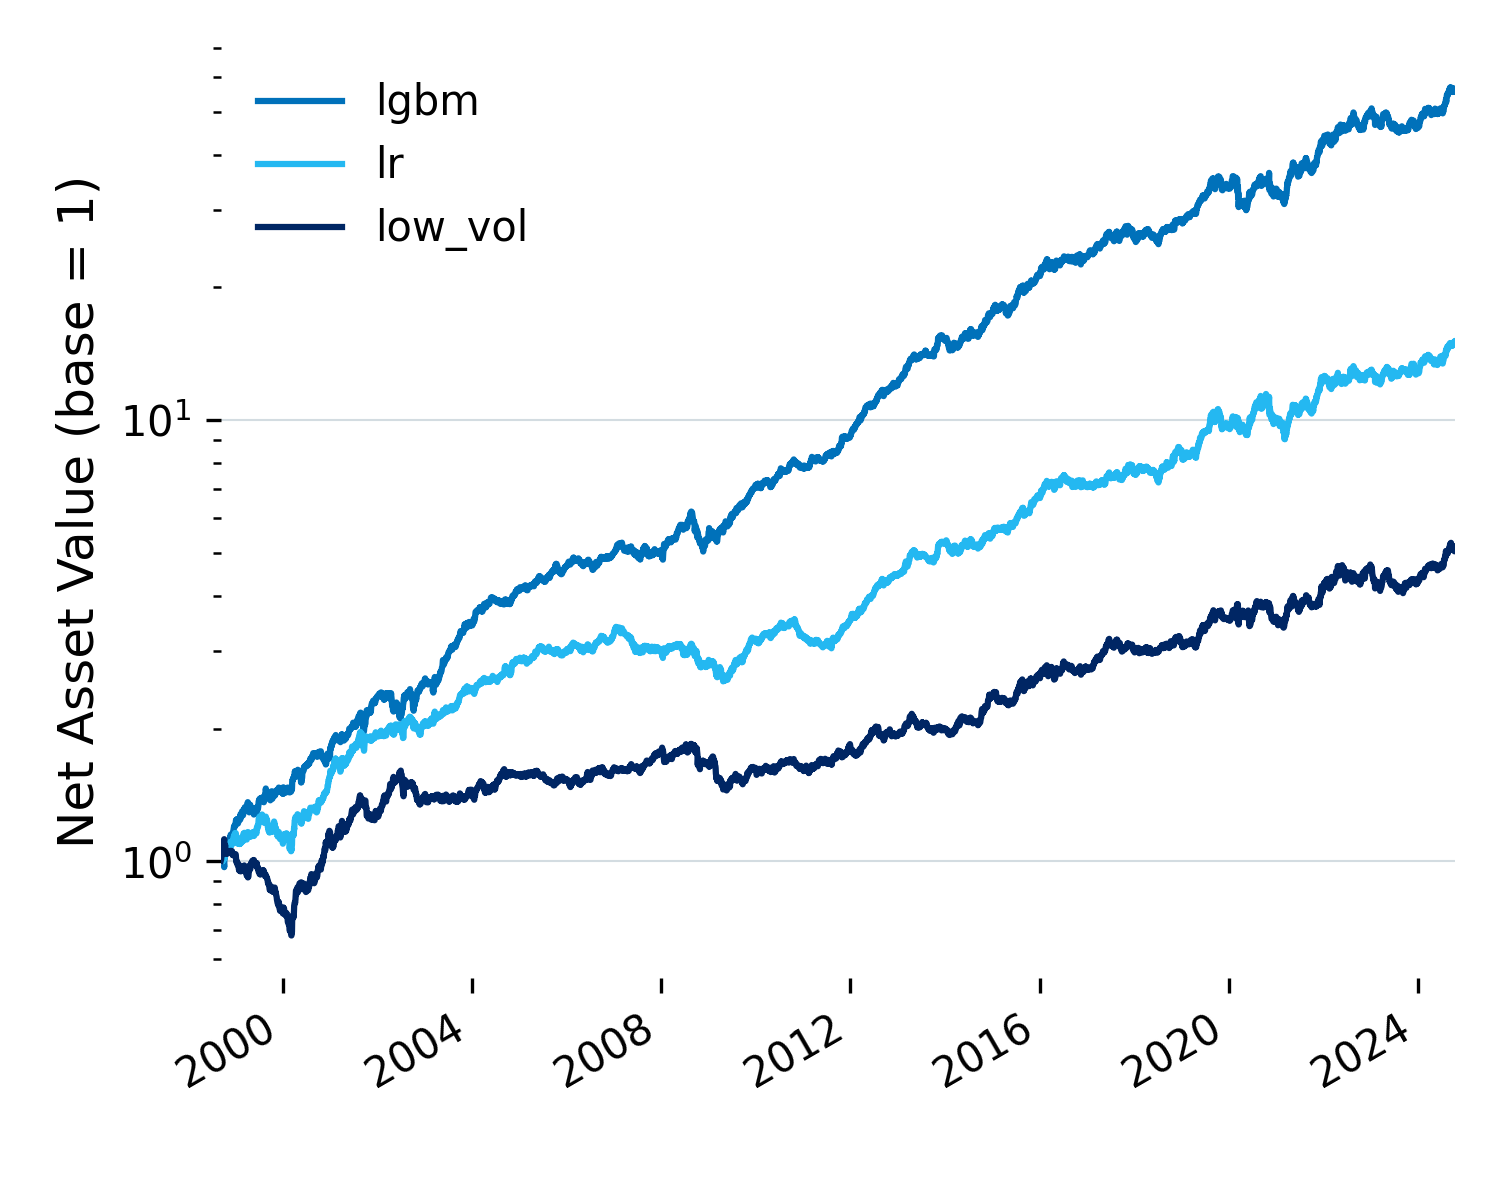 lgbm
lr
low_vol
Net Asset Value (base = 1)
10¹
10⁰
2000
2004
2008
2012
2016
2020
2024